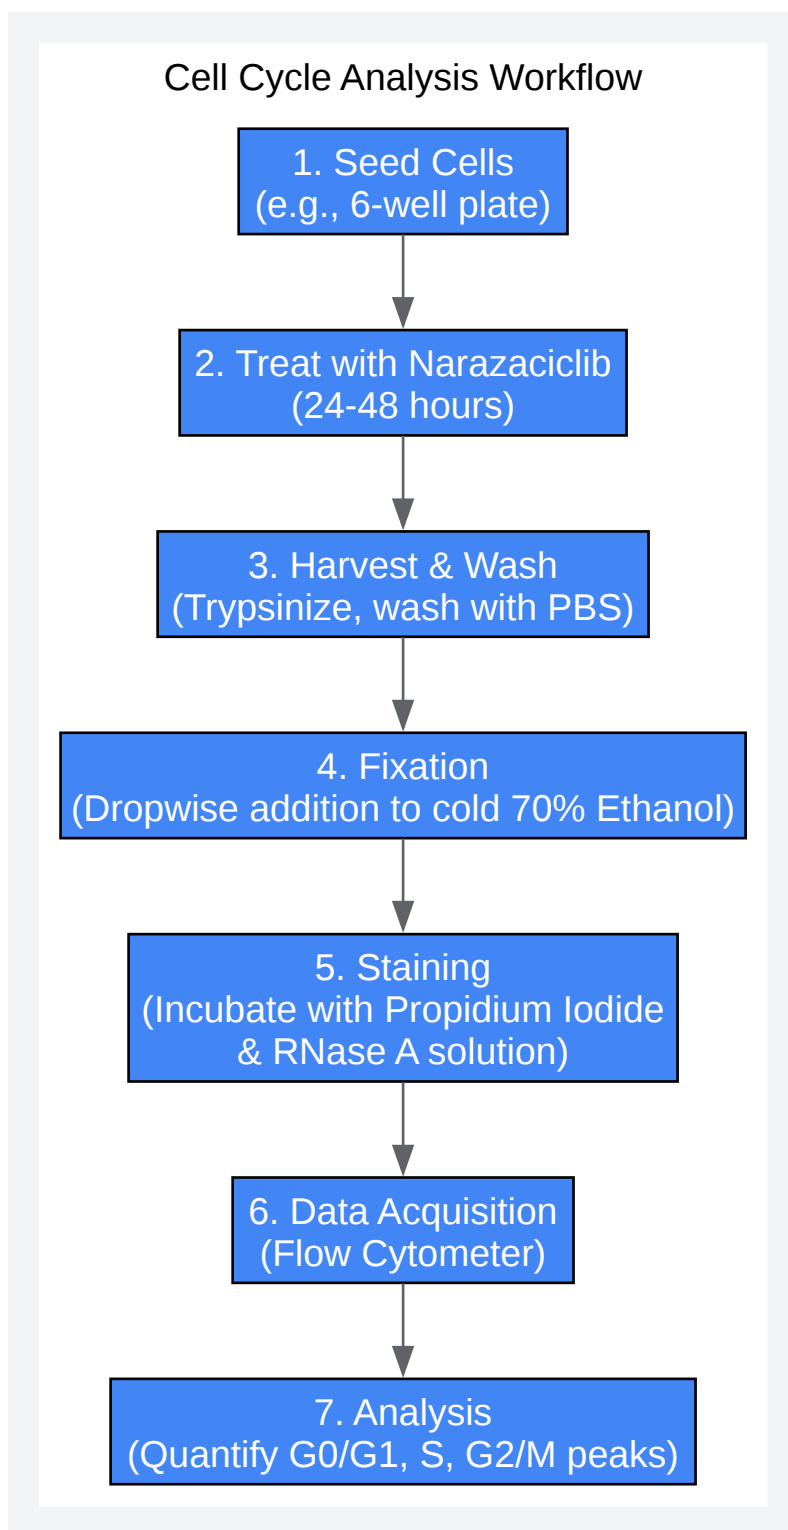 Cell Cycle Analysis Workflow
1. Seed Cells
(e.g., 6-well plate)
2. Treat with Narazaciclib
(24-48 hours)
3. Harvest & Wash
(Trypsinize, wash with PBS)
4. Fixation
(Dropwise addition to cold 70% Ethanol)
5. Staining
(Incubate with Propidium Iodide
& RNase A solution)
6. Data Acquisition
(Flow Cytometer)
7. Analysis
(Quantify G0/G1, S, G2/M peaks)